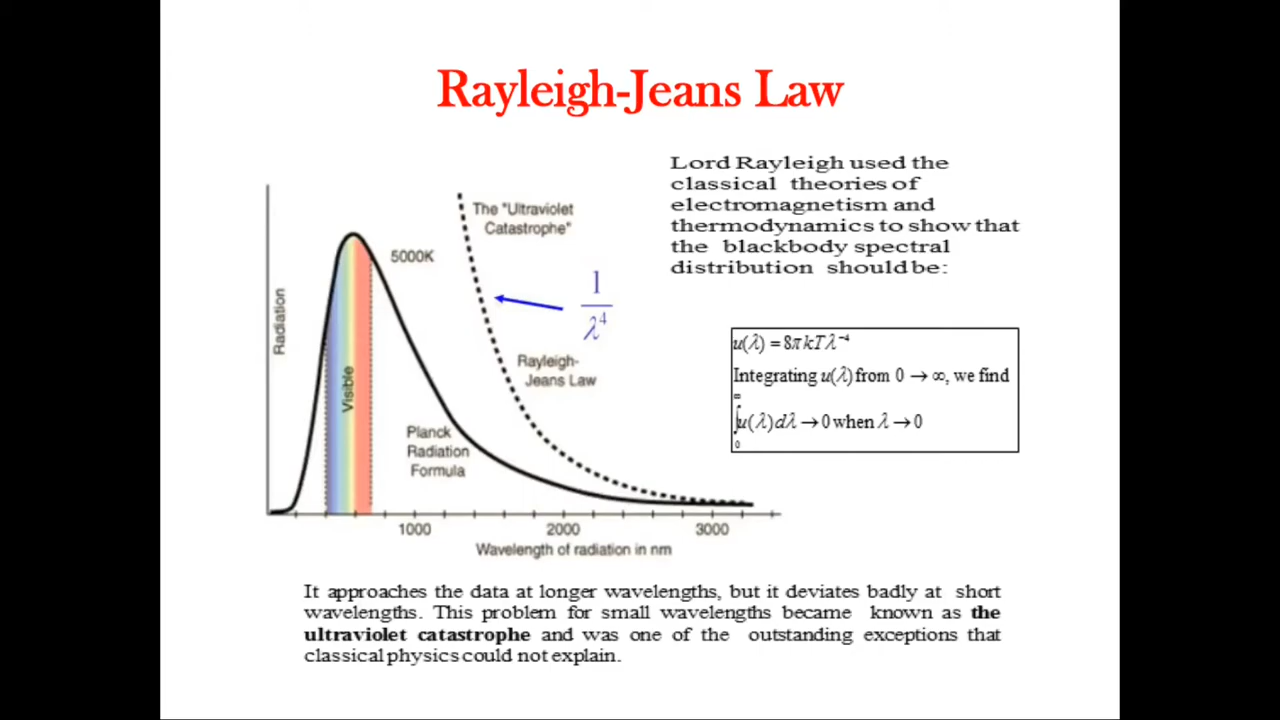 Rayleigh-Jeans Law
Lord Rayleigh used the
classical theories of
electromagnetism and
thermodynamics to show that
the blackbody spectral
distribution should be:
u(λ) = 8πkTλ⁻⁴
Integrating u(λ) from 0 → ∞, we find
∫₀^∞ u(λ)dλ → 0 when λ → 0
The "Ultraviolet
Catastrophe"
5000K
1
λ⁴
Radiation
Visible
Rayleigh-
Jeans Law
Planck
Radiation
Formula
1000 2000 3000
Wavelength of radiation in nm
It approaches the data at longer wavelengths, but it deviates badly at short
wavelengths. This problem for small wavelengths became known as the
ultraviolet catastrophe and was one of the outstanding exceptions that
classical physics could not explain.